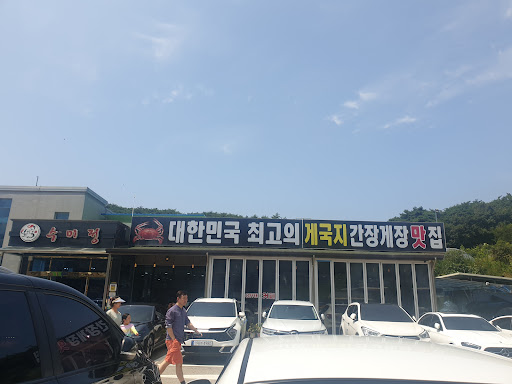 수미정
대한민국 최고의 게국지 간장게장 맛집